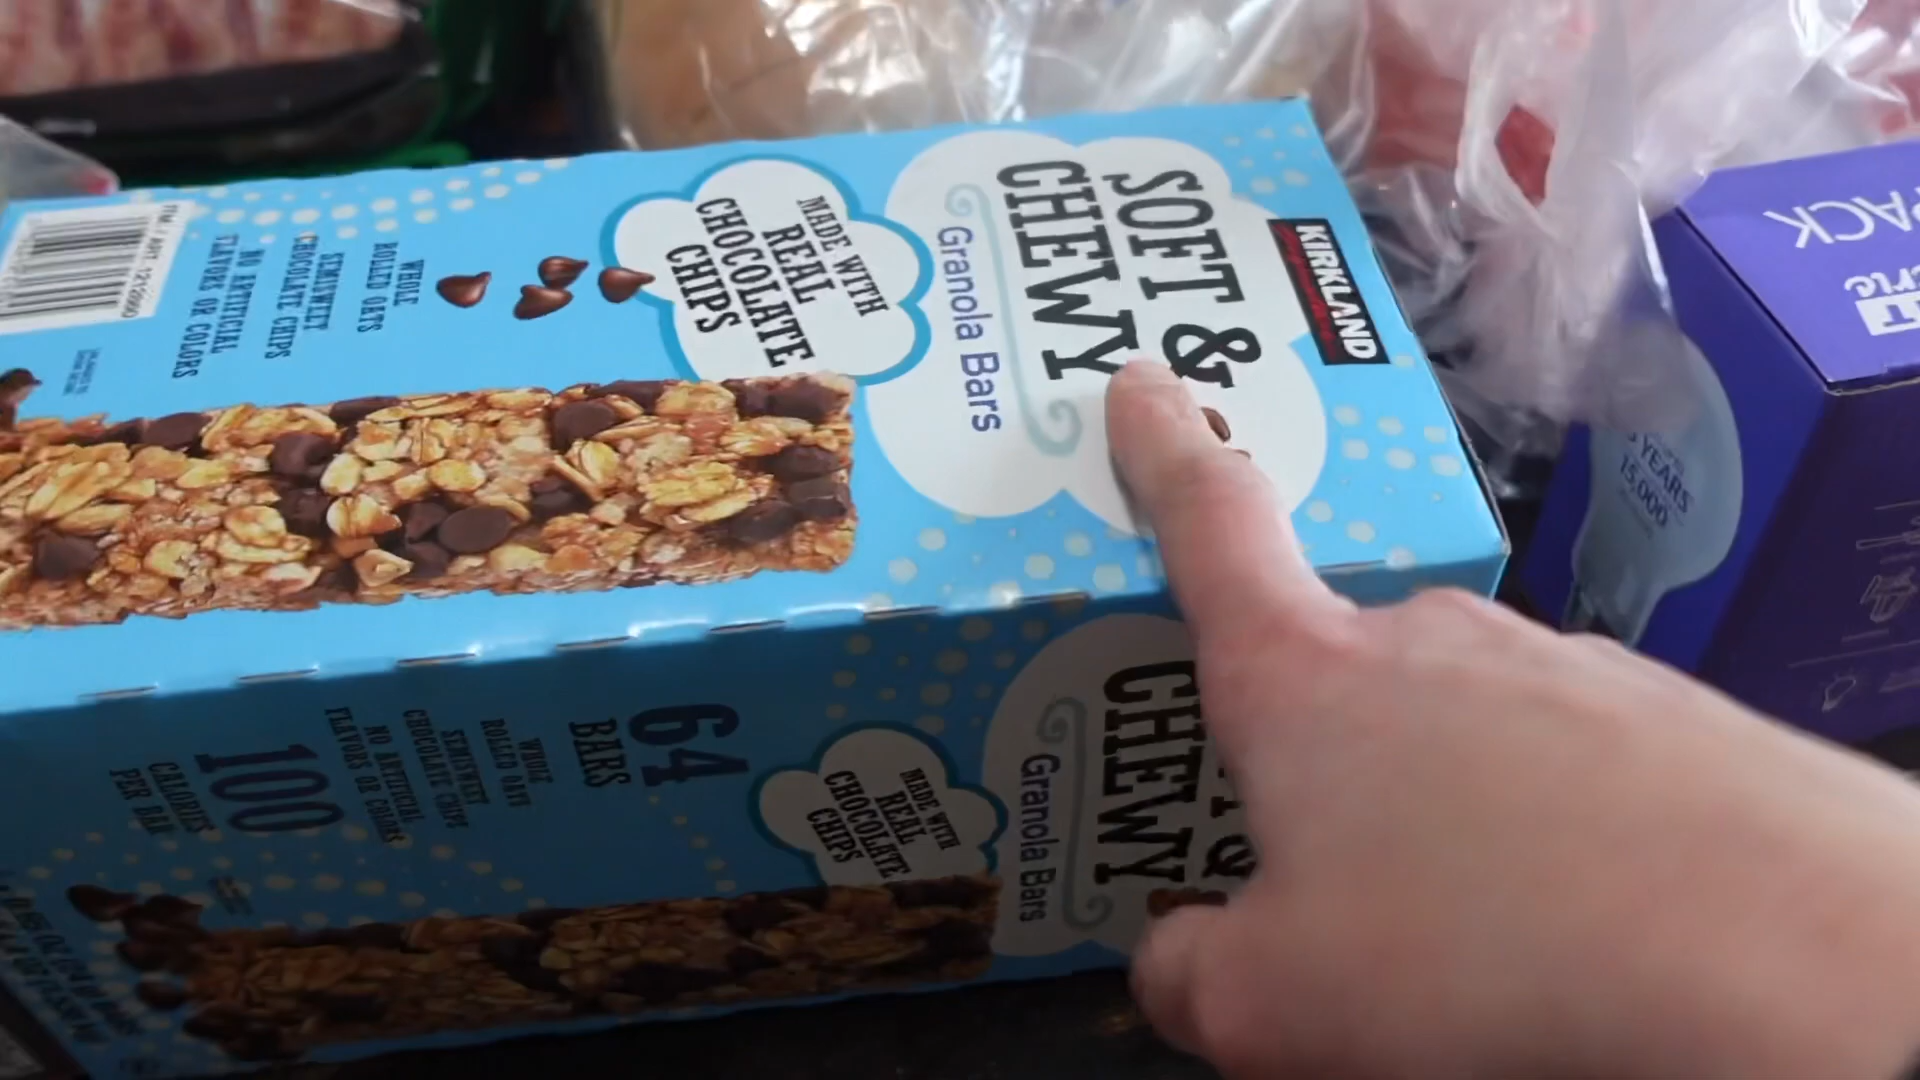 KIRKLAND
Signature
SOFT &
CHEWY
Granola Bars
MADE WITH
REAL
CHOCOLATE
CHIPS
WHOLE
ROLLED OATS
SEMISWEET
CHOCOLATE CHIPS
NO ARTIFICIAL
FLAVORS OR COLORS
CHEWY
Granola Bars
MADE WITH
REAL
CHOCOLATE
CHIPS
64
BARS
WHOLE
ROLLED OATS
SEMISWEET
CHOCOLATE CHIPS
NO ARTIFICIAL
FLAVORS OR COLORS
100
CALORIES
PER BAR
PACK
YEARS
15,000